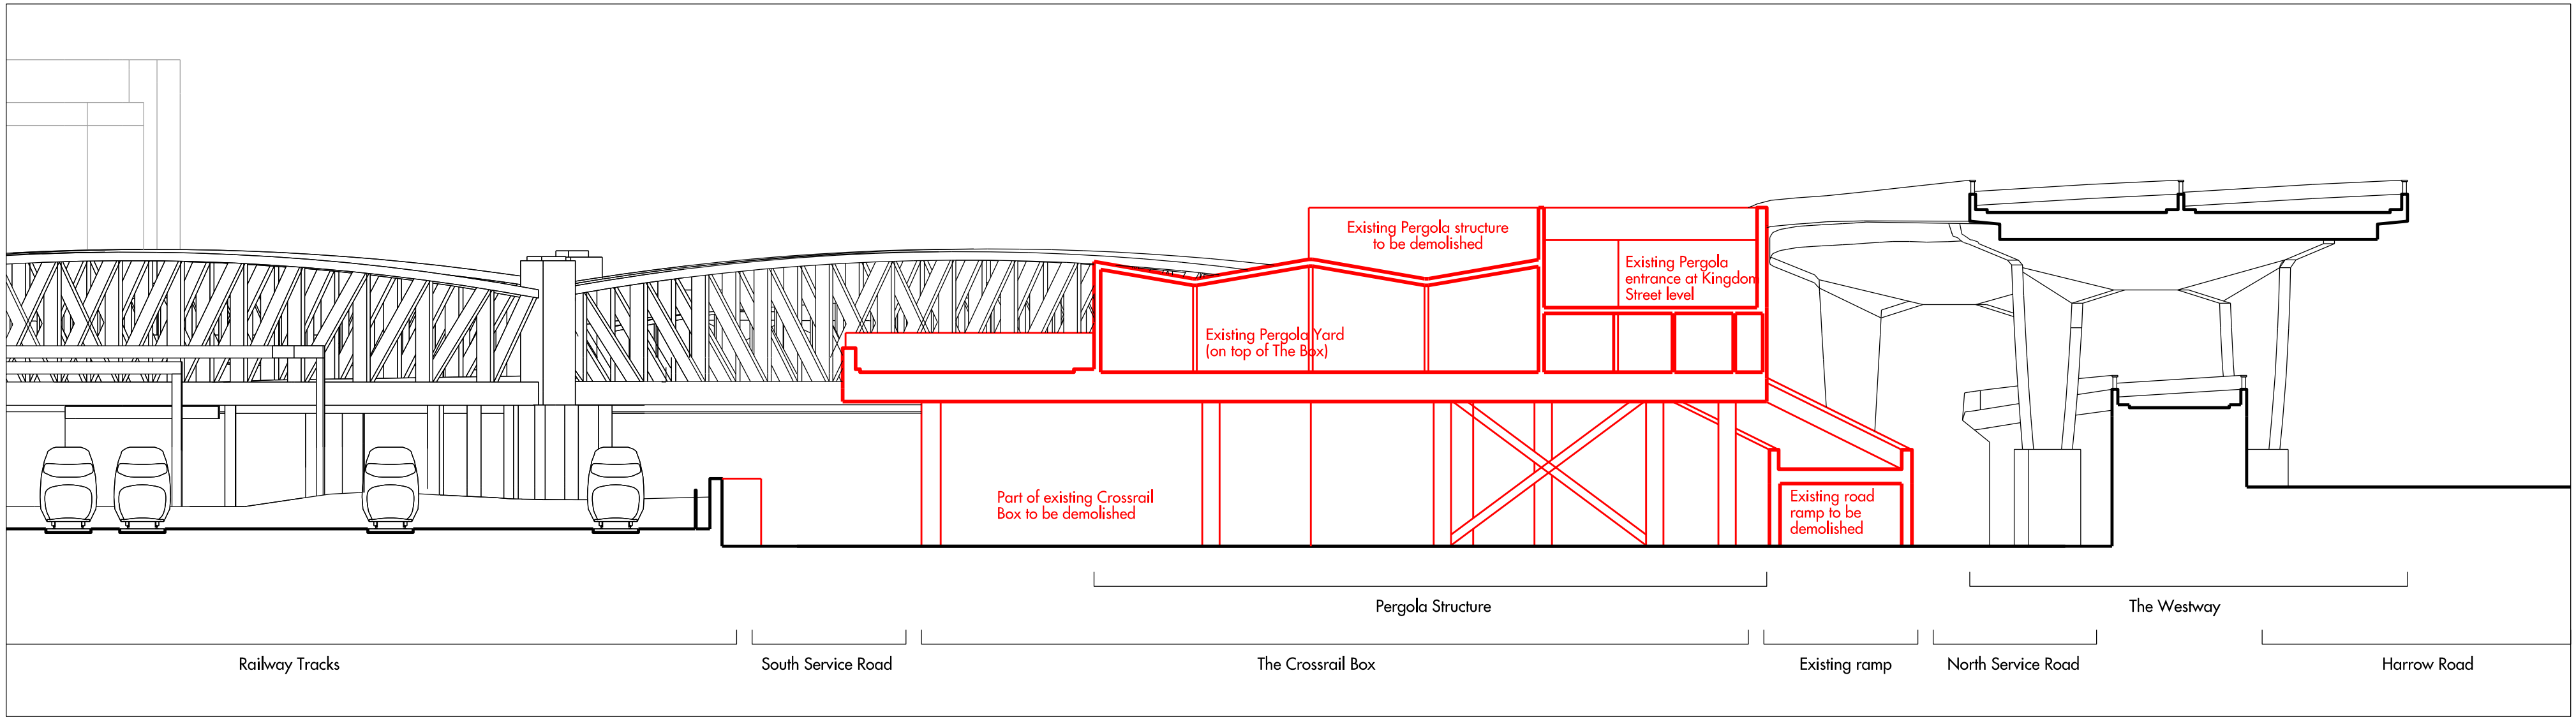 Existing Pergola structure
to be demolished
Existing Pergola
entrance at Kingdom
Street level
Existing Pergola Yard
(on top of The Box)
Part of existing Crossrail
Box to be demolished
Existing road
ramp to be
demolished
Pergola Structure
The Westway
Railway Tracks
South Service Road
The Crossrail Box
Existing ramp
North Service Road
Harrow Road